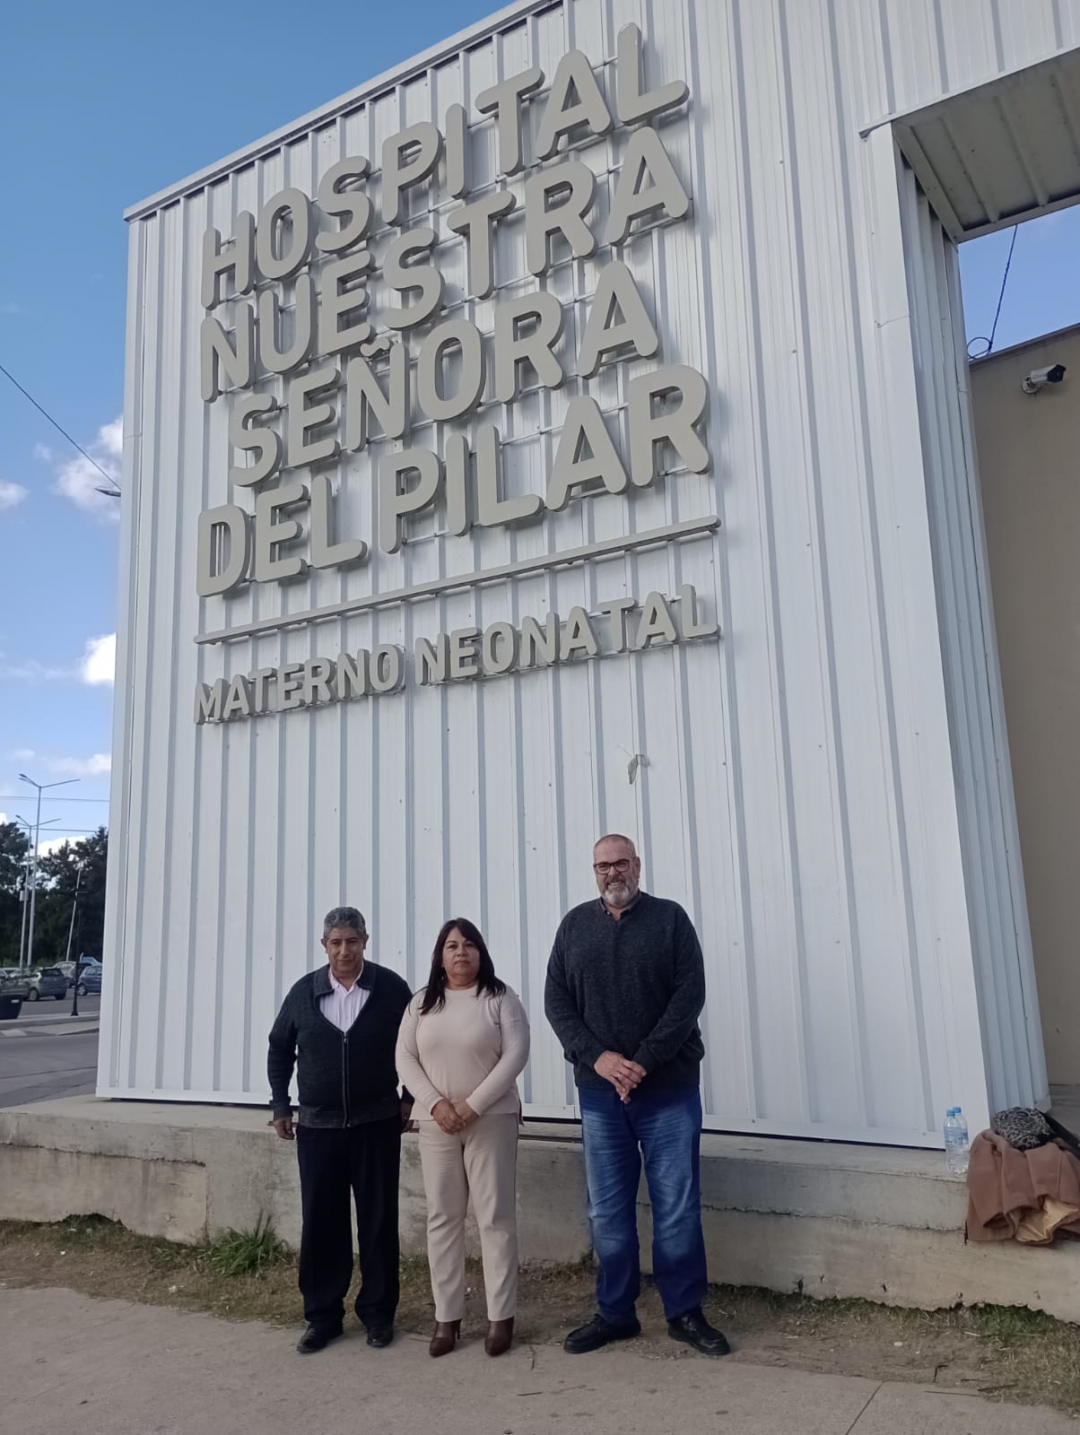 HOSPITAL
NUESTRA
SEÑORA
DEL PILAR
MATERNO NEONATAL